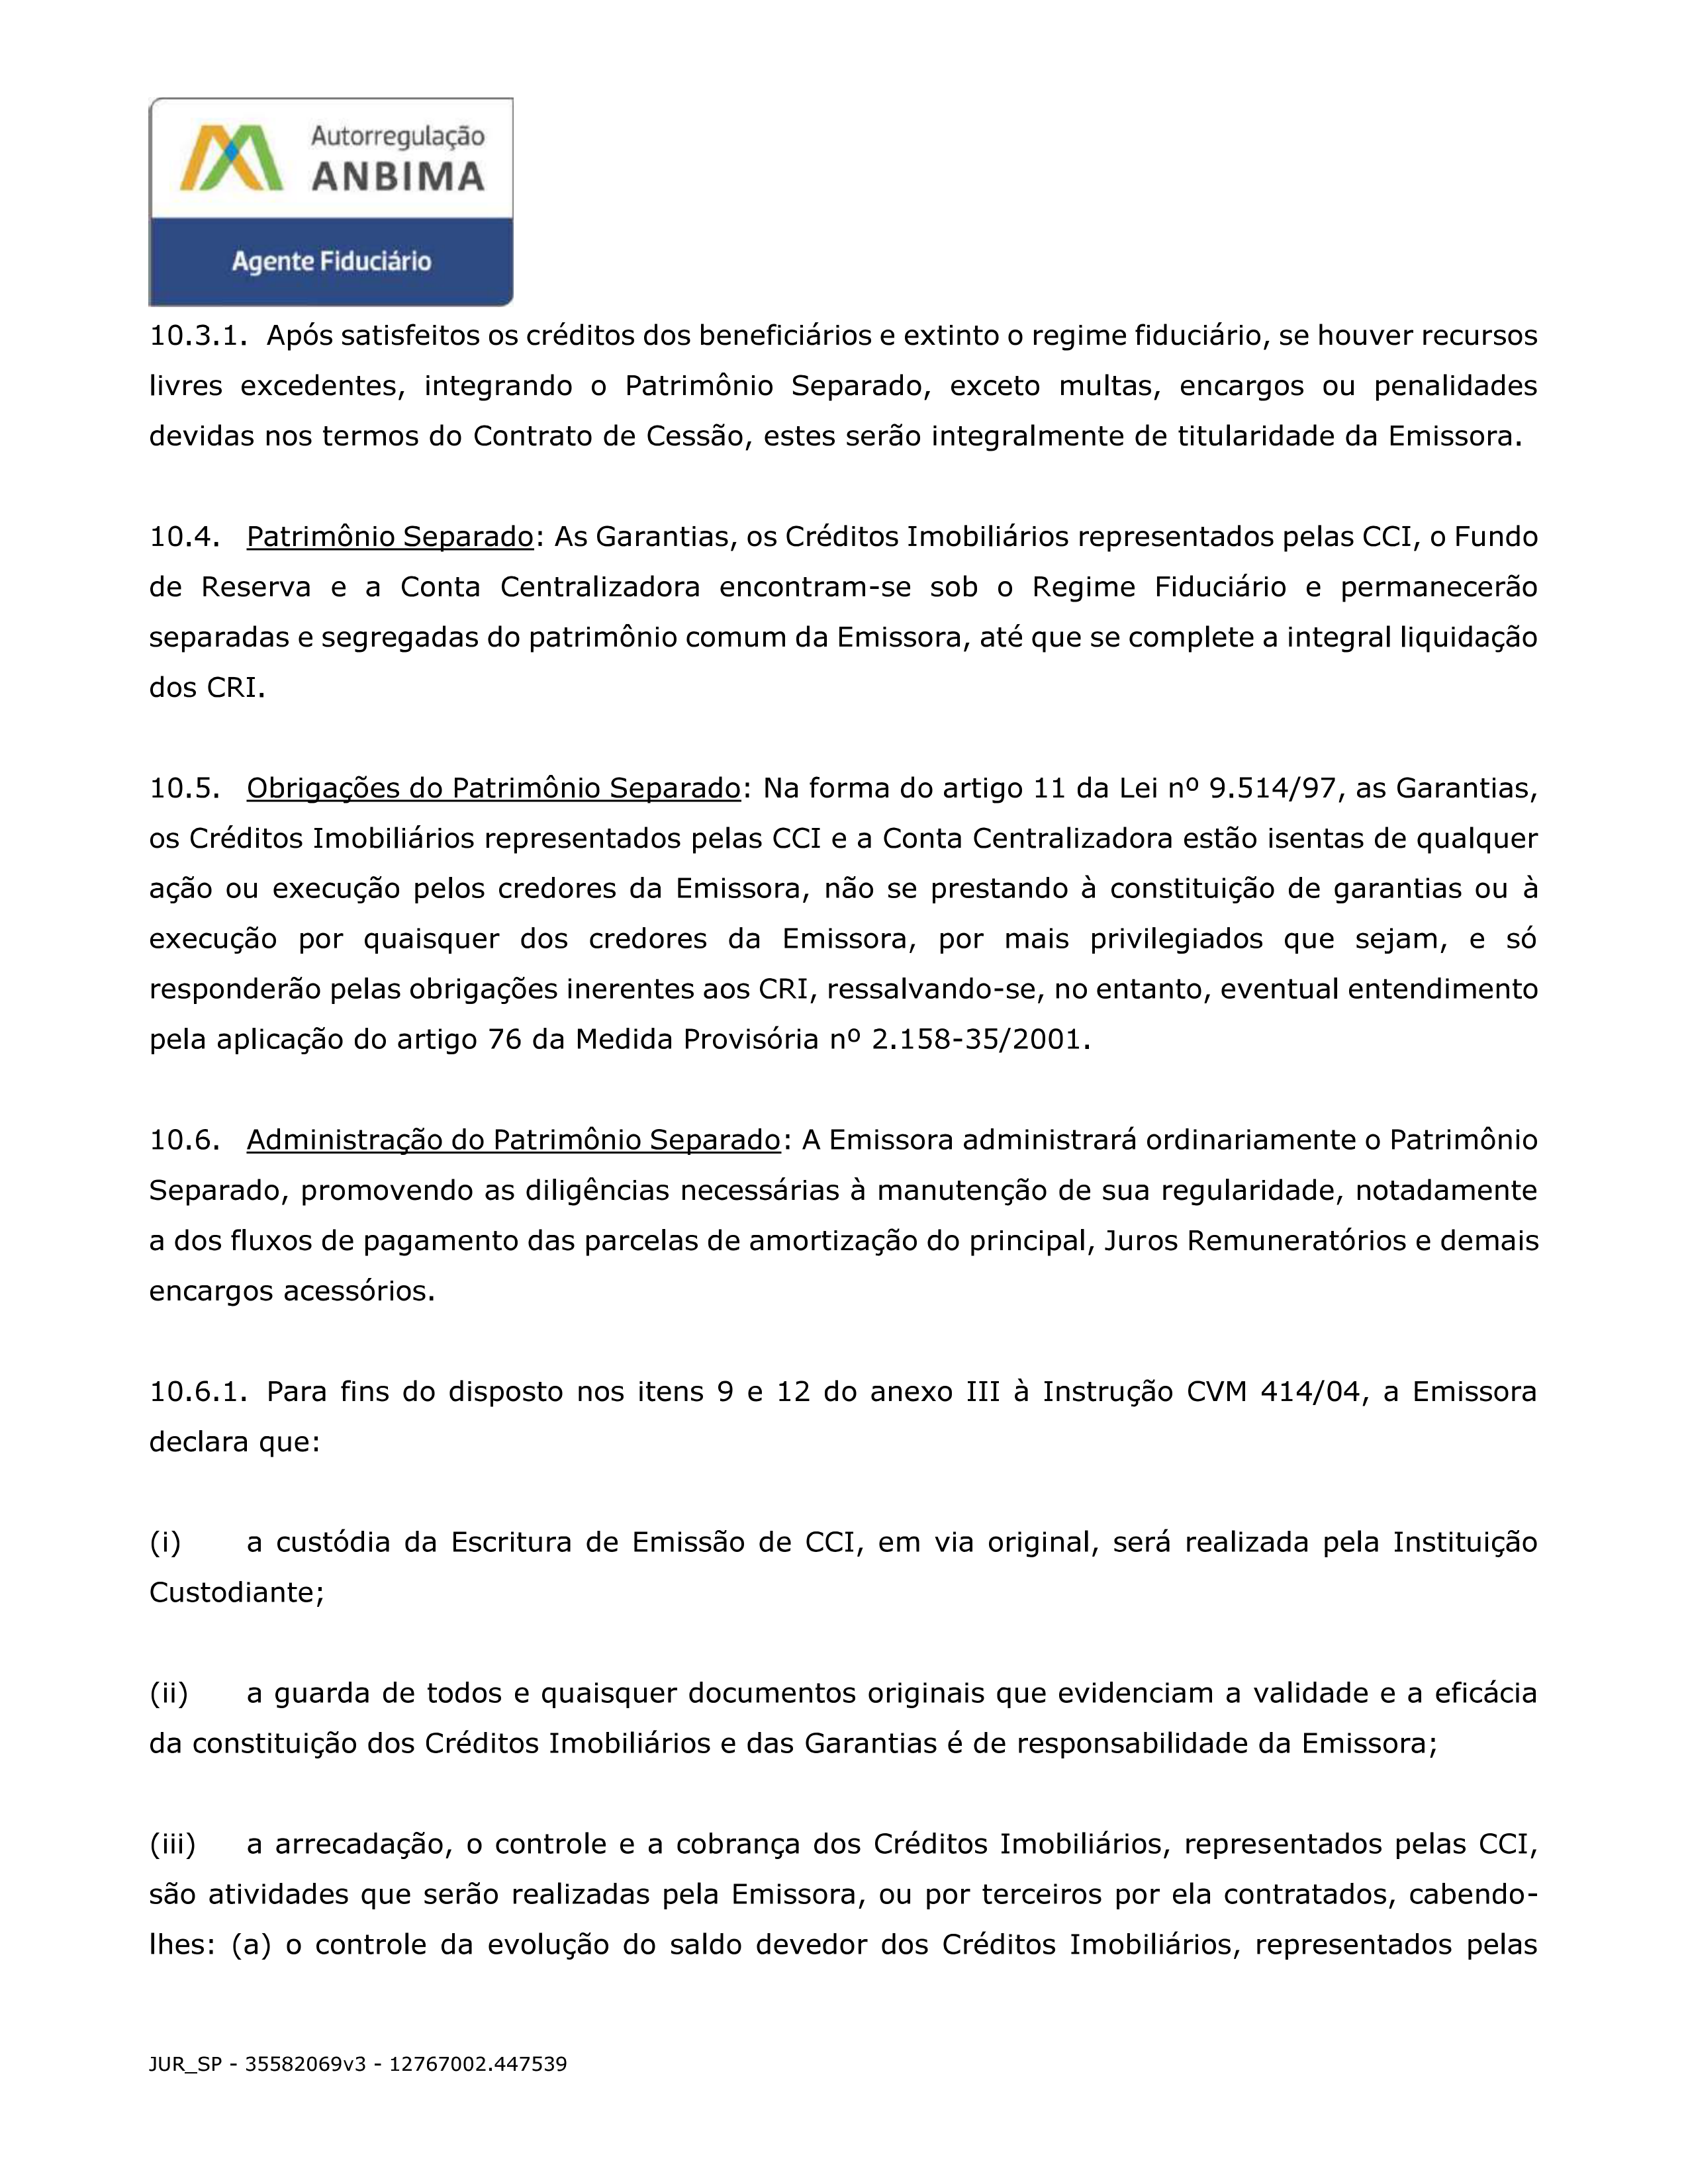 Autorregulação
ANBIMA
Agente Fiduciário
10.3.1. Após satisfeitos os créditos dos beneficiários e extinto o regime fiduciário, se houver recursos
livres excedentes, integrando o Patrimônio Separado, exceto multas, encargos ou penalidades
devidas nos termos do Contrato de Cessão, estes serão integralmente de titularidade da Emissora.
10.4. Patrimônio Separado: As Garantias, os Créditos Imobiliários representados pelas CCI, o Fundo
de Reserva e a Conta Centralizadora encontram-se sob o Regime Fiduciário e permanecerão
separadas e segregadas do patrimônio comum da Emissora, até que se complete a integral liquidação
dos CRI.
10.5. Obrigações do Patrimônio Separado: Na forma do artigo 11 da Lei nº 9.514/97, as Garantias,
os Créditos Imobiliários representados pelas CCI e a Conta Centralizadora estão isentas de qualquer
ação ou execução pelos credores da Emissora, não se prestando à constituição de garantias ou à
execução por quaisquer dos credores da Emissora, por mais privilegiados que sejam, e só
responderão pelas obrigações inerentes aos CRI, ressalvando-se, no entanto, eventual entendimento
pela aplicação do artigo 76 da Medida Provisória nº 2.158-35/2001.
10.6. Administração do Patrimônio Separado: A Emissora administrará ordinariamente o Patrimônio
Separado, promovendo as diligências necessárias à manutenção de sua regularidade, notadamente
a dos fluxos de pagamento das parcelas de amortização do principal, Juros Remuneratórios e demais
encargos acessórios.
10.6.1. Para fins do disposto nos itens 9 e 12 do anexo III à Instrução CVM 414/04, a Emissora
declara que:
(i) a custódia da Escritura de Emissão de CCI, em via original, será realizada pela Instituição
Custodiante;
(ii) a guarda de todos e quaisquer documentos originais que evidenciam a validade e a eficácia
da constituição dos Créditos Imobiliários e das Garantias é de responsabilidade da Emissora;
(iii) a arrecadação, o controle e a cobrança dos Créditos Imobiliários, representados pelas CCI,
são atividades que serão realizadas pela Emissora, ou por terceiros por ela contratados, cabendo-
lhes: (a) o controle da evolução do saldo devedor dos Créditos Imobiliários, representados pelas
JUR_SP - 35582069v3 - 12767002.447539